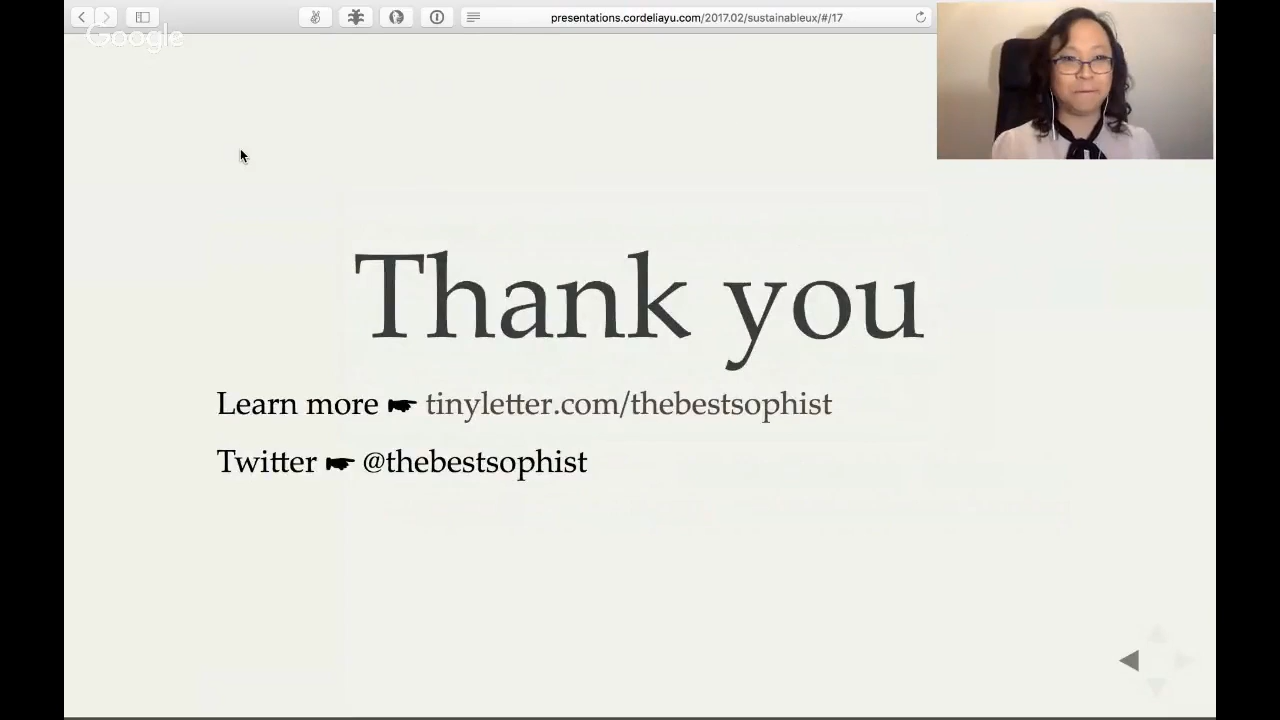 presentations.cordeliayu.com/2017.02/sustainableux/#/17
Google
Thank you
Learn more ☛ tinyletter.com/thebestsophist
Twitter ☛ @thebestsophist